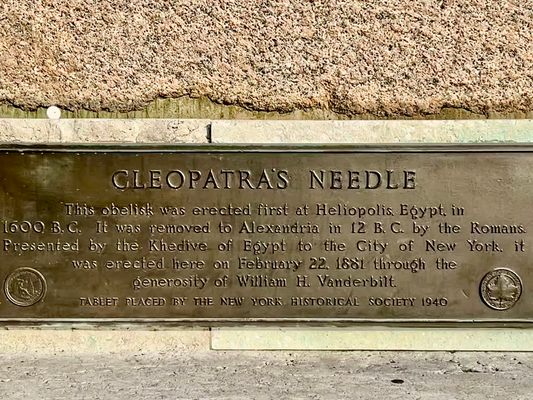 CLEOPATRA'S NEEDLE
This obelisk was erected first at Heliopolis, Egypt, in
1600 B.C. It was removed to Alexandria in 12 B.C. by the Romans.
Presented by the Khedive of Egypt to the City of New York, it
was erected here on February 22, 1881 through the
generosity of William H. Vanderbilt.
TABLET PLACED BY THE NEW YORK HISTORICAL SOCIETY 1940